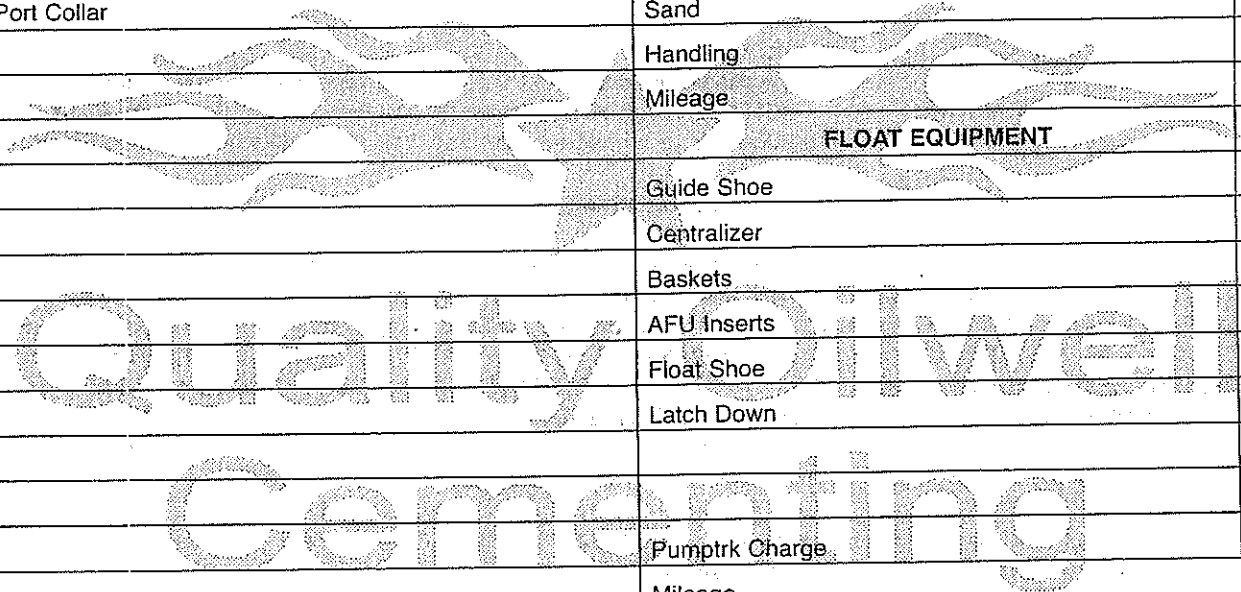 Port Collar
Sand
Handling
Mileage
FLOAT EQUIPMENT
Guide Shoe
Centralizer
Baskets
AFU Inserts
Float Shoe
Latch Down
Pumptrk Charge
Mileage
Quality Oilwell
Cementing